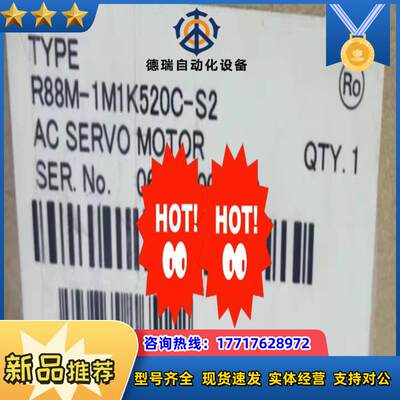 德瑞自动化设备
TYPE
R88M-1M1K520C-S2
Ro
AC SERVO MOTOR
QTY. 1
SER. No.
HOT!
HOT!
咨询热线：17717628972
新品推荐
型号齐全 现货速发 实体经营 支持对公